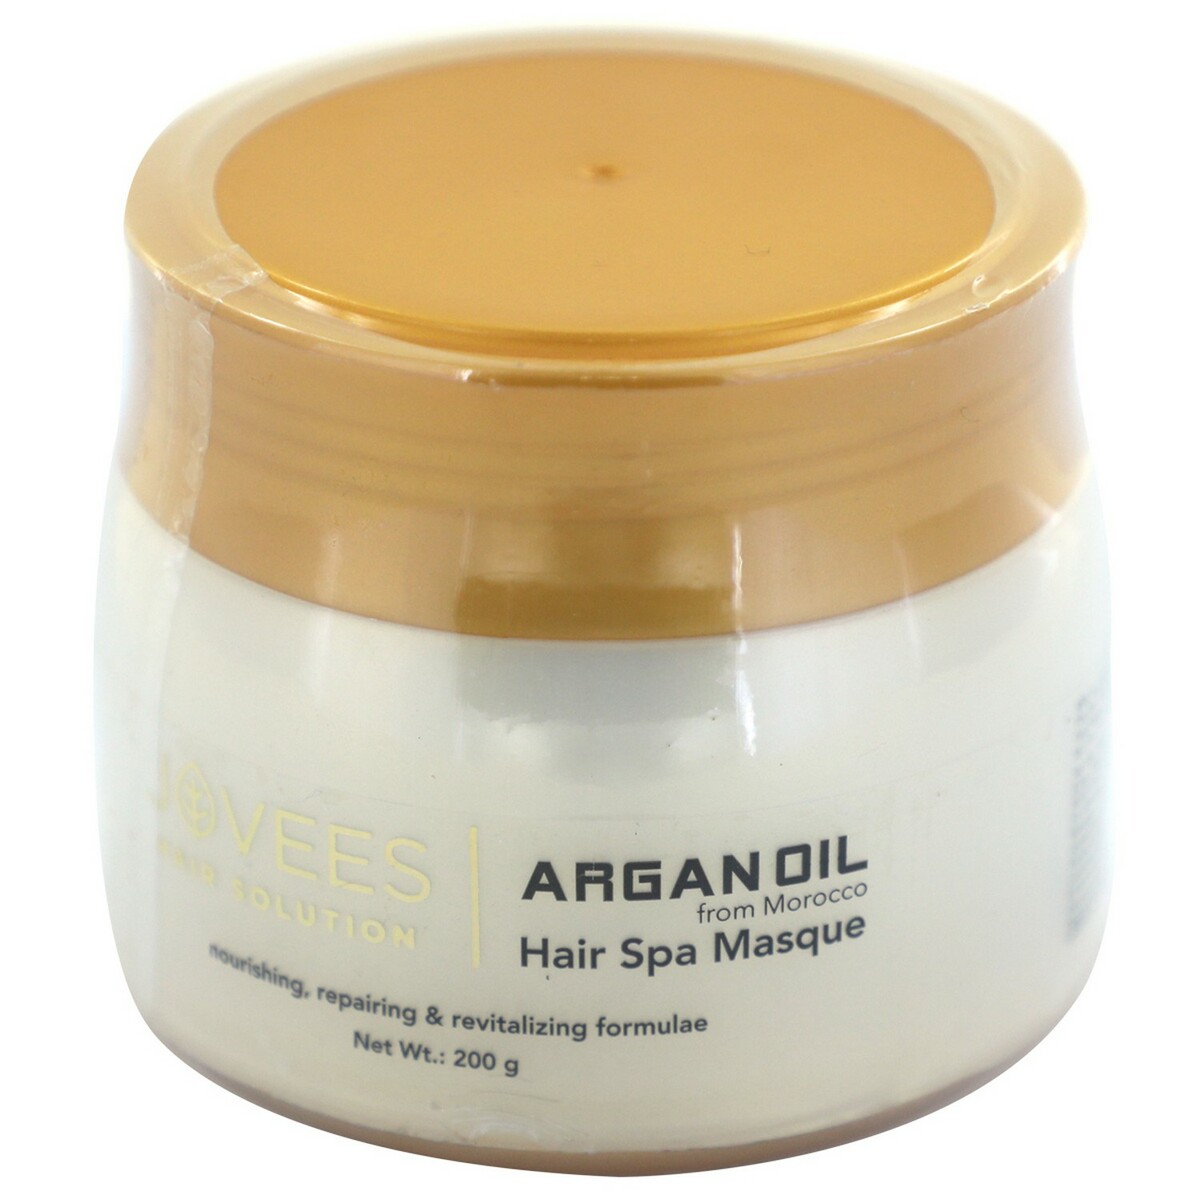 JOVEES
HAIR SOLUTION
ARGAN OIL
from Morocco
Hair Spa Masque
nourishing, repairing & revitalizing formulae
Net Wt.: 200 g